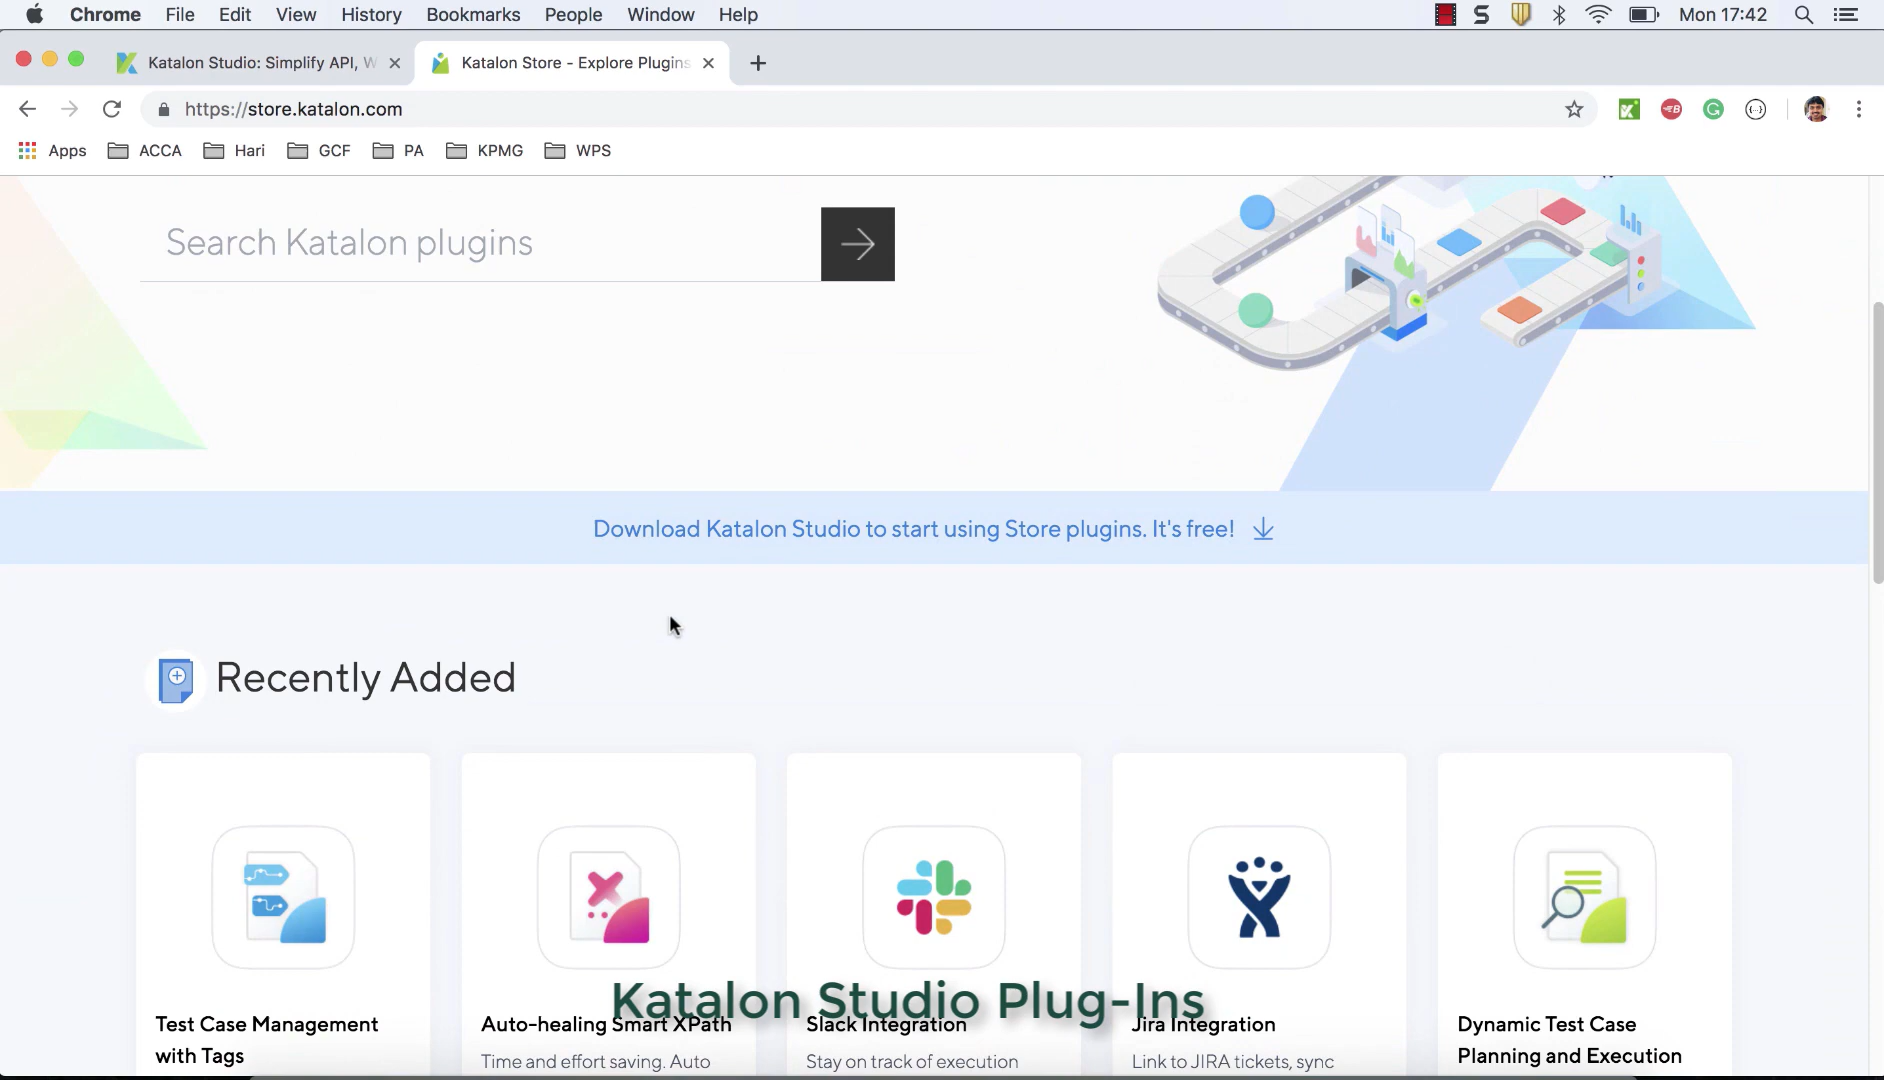 Chrome File Edit View History Bookmarks People Window Help Mon 17:42
Katalon Studio: Simplify API, W
Katalon Store - Explore Plugins
https://store.katalon.com
Apps ACCA Hari GCF PA KPMG WPS
Search Katalon plugins
Download Katalon Studio to start using Store plugins. It's free!
Recently Added
Katalon Studio Plug-Ins
Test Case Management
with Tags
Auto-healing Smart XPath
Time and effort saving. Auto
Slack Integration
Stay on track of execution
Jira Integration
Link to JIRA tickets, sync
Dynamic Test Case
Planning and Execution